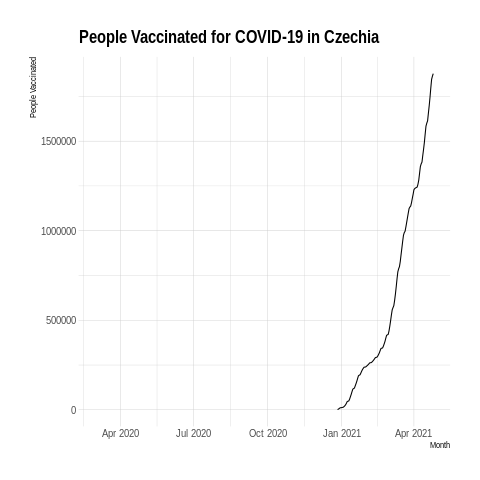 People Vaccinated for COVID-19 in Czechia
People Vaccinated
1500000
1000000
500000
0
Apr 2020 Jul 2020 Oct 2020 Jan 2021 Apr 2021
Month